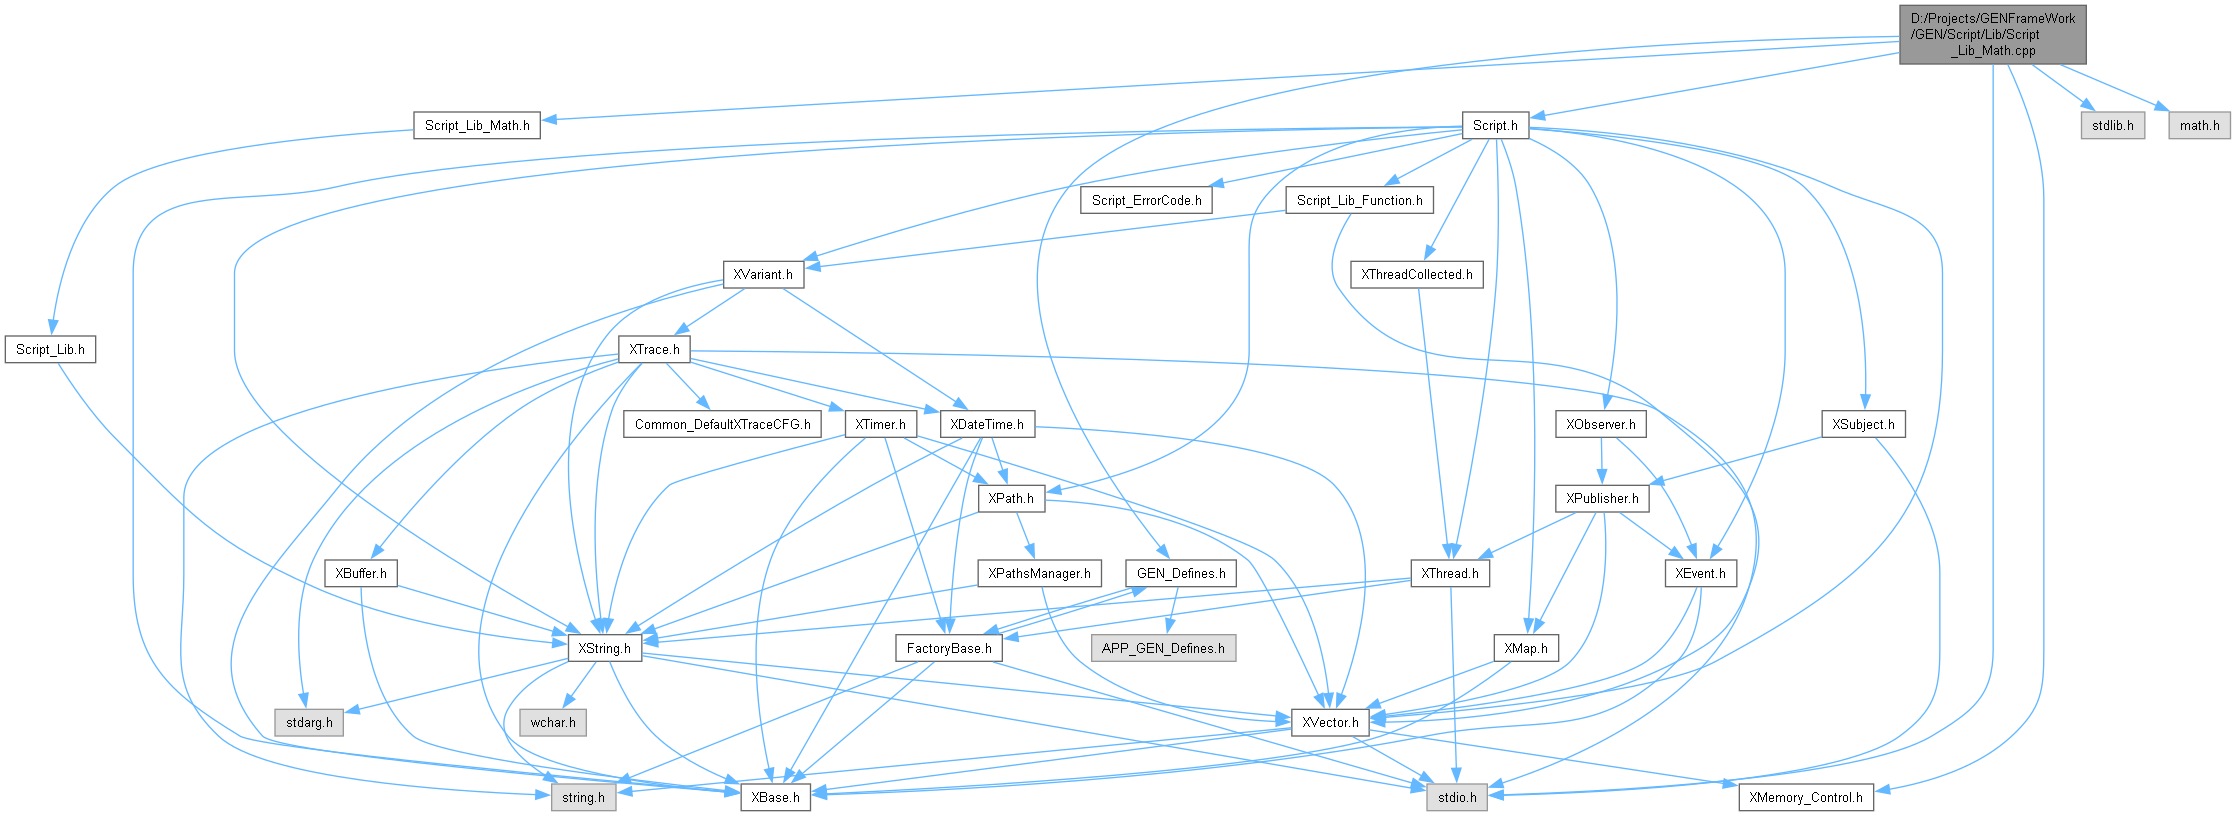 D:/Projects/GENFrameWork
/GEN/Script/Lib/Script
_Lib_Math.cpp
Script_Lib_Math.h
Script.h
stdlib.h
math.h
Script_ErrorCode.h
Script_Lib_Function.h
XVariant.h
XThreadCollected.h
Script_Lib.h
XTrace.h
Common_DefaultXTraceCFG.h
XTimer.h
XDateTime.h
XObserver.h
XSubject.h
XPath.h
XPublisher.h
XBuffer.h
XPathsManager.h
GEN_Defines.h
XThread.h
XEvent.h
XString.h
FactoryBase.h
APP_GEN_Defines.h
XMap.h
stdarg.h
wchar.h
XVector.h
string.h
XBase.h
stdio.h
XMemory_Control.h